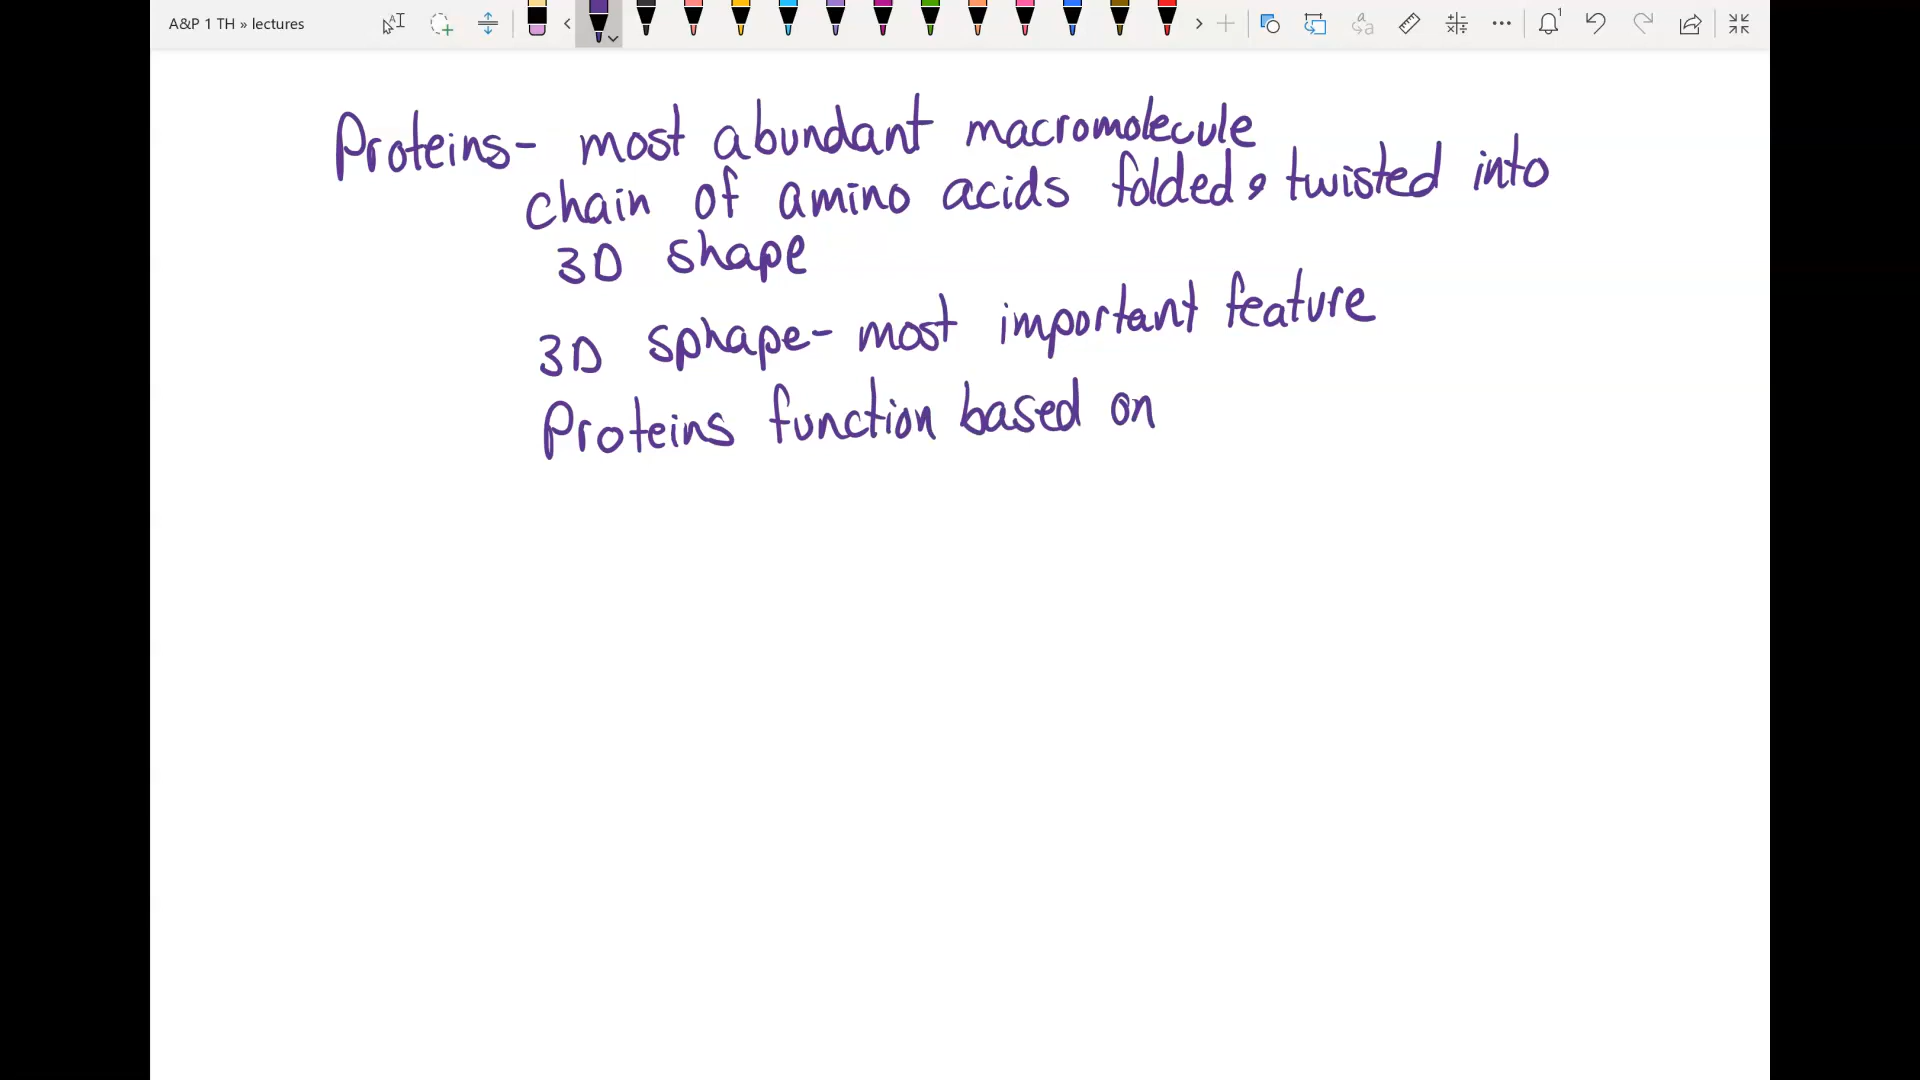 A&P 1 TH » lectures
Proteins- most abundant macromolecule
chain of amino acids folded & twisted into
3D shape
3D sphape- most important feature
Proteins function based on